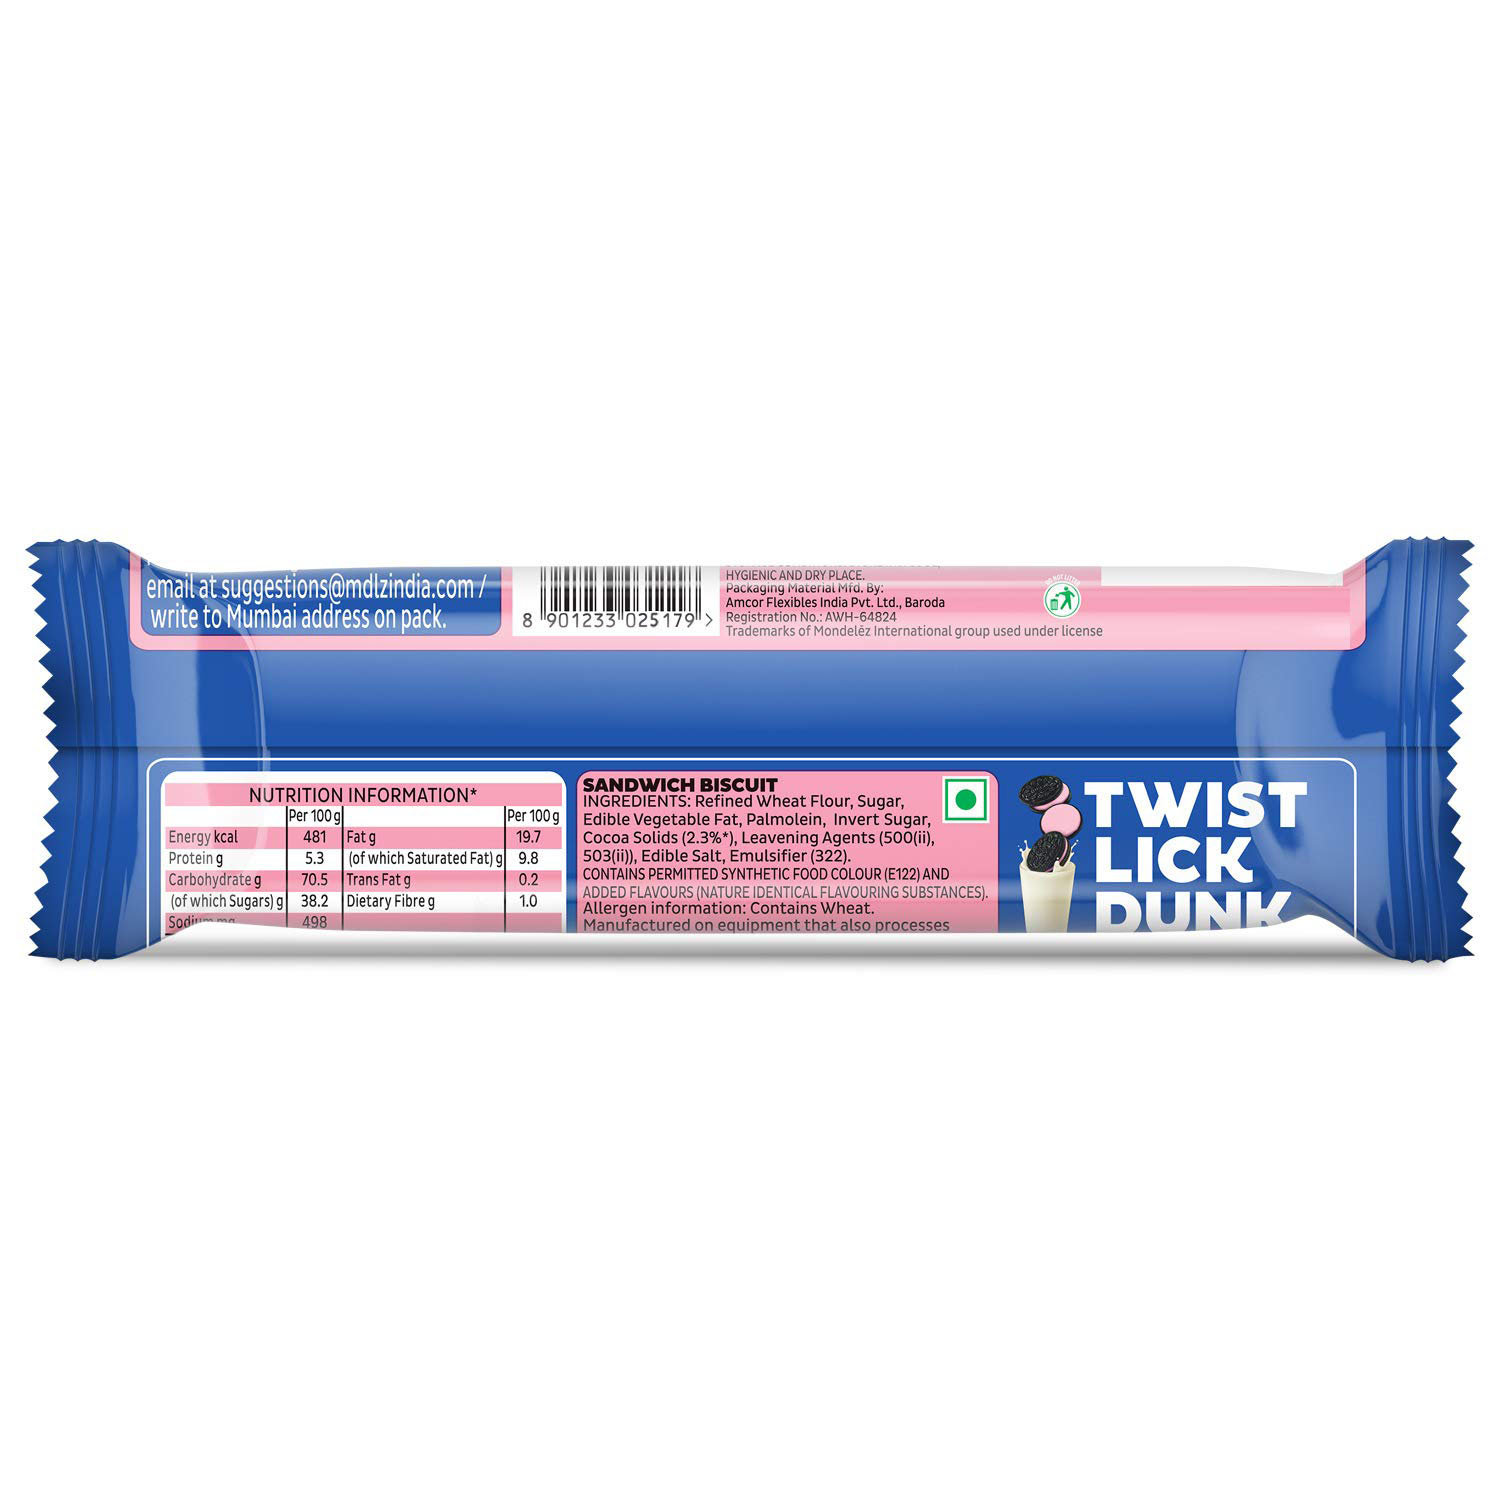 email at suggestions@mdlzindia.com /
write to Mumbai address on pack.
8 901233 025179 >
HYGIENIC AND DRY PLACE.
Packaging Material Mfd. By:
Amcor Flexibles India Pvt. Ltd., Baroda
Registration No.: AWH-64824
Trademarks of Mondelēz International group used under license
DO NOT LITTER
NUTRITION INFORMATION*
Per 100 g Per 100 g
Energy kcal 481 Fat g 19.7
Protein g 5.3 (of which Saturated Fat) g 9.8
Carbohydrate g 70.5 Trans Fat g 0.2
(of which Sugars) g 38.2 Dietary Fibre g 1.0
Sodium mg 498
SANDWICH BISCUIT
INGREDIENTS: Refined Wheat Flour, Sugar,
Edible Vegetable Fat, Palmolein, Invert Sugar,
Cocoa Solids (2.3%*), Leavening Agents (500(ii),
503(ii)), Edible Salt, Emulsifier (322).
CONTAINS PERMITTED SYNTHETIC FOOD COLOUR (E122) AND
ADDED FLAVOURS (NATURE IDENTICAL FLAVOURING SUBSTANCES).
Allergen information: Contains Wheat.
Manufactured on equipment that also processes
TWIST
LICK
DUNK